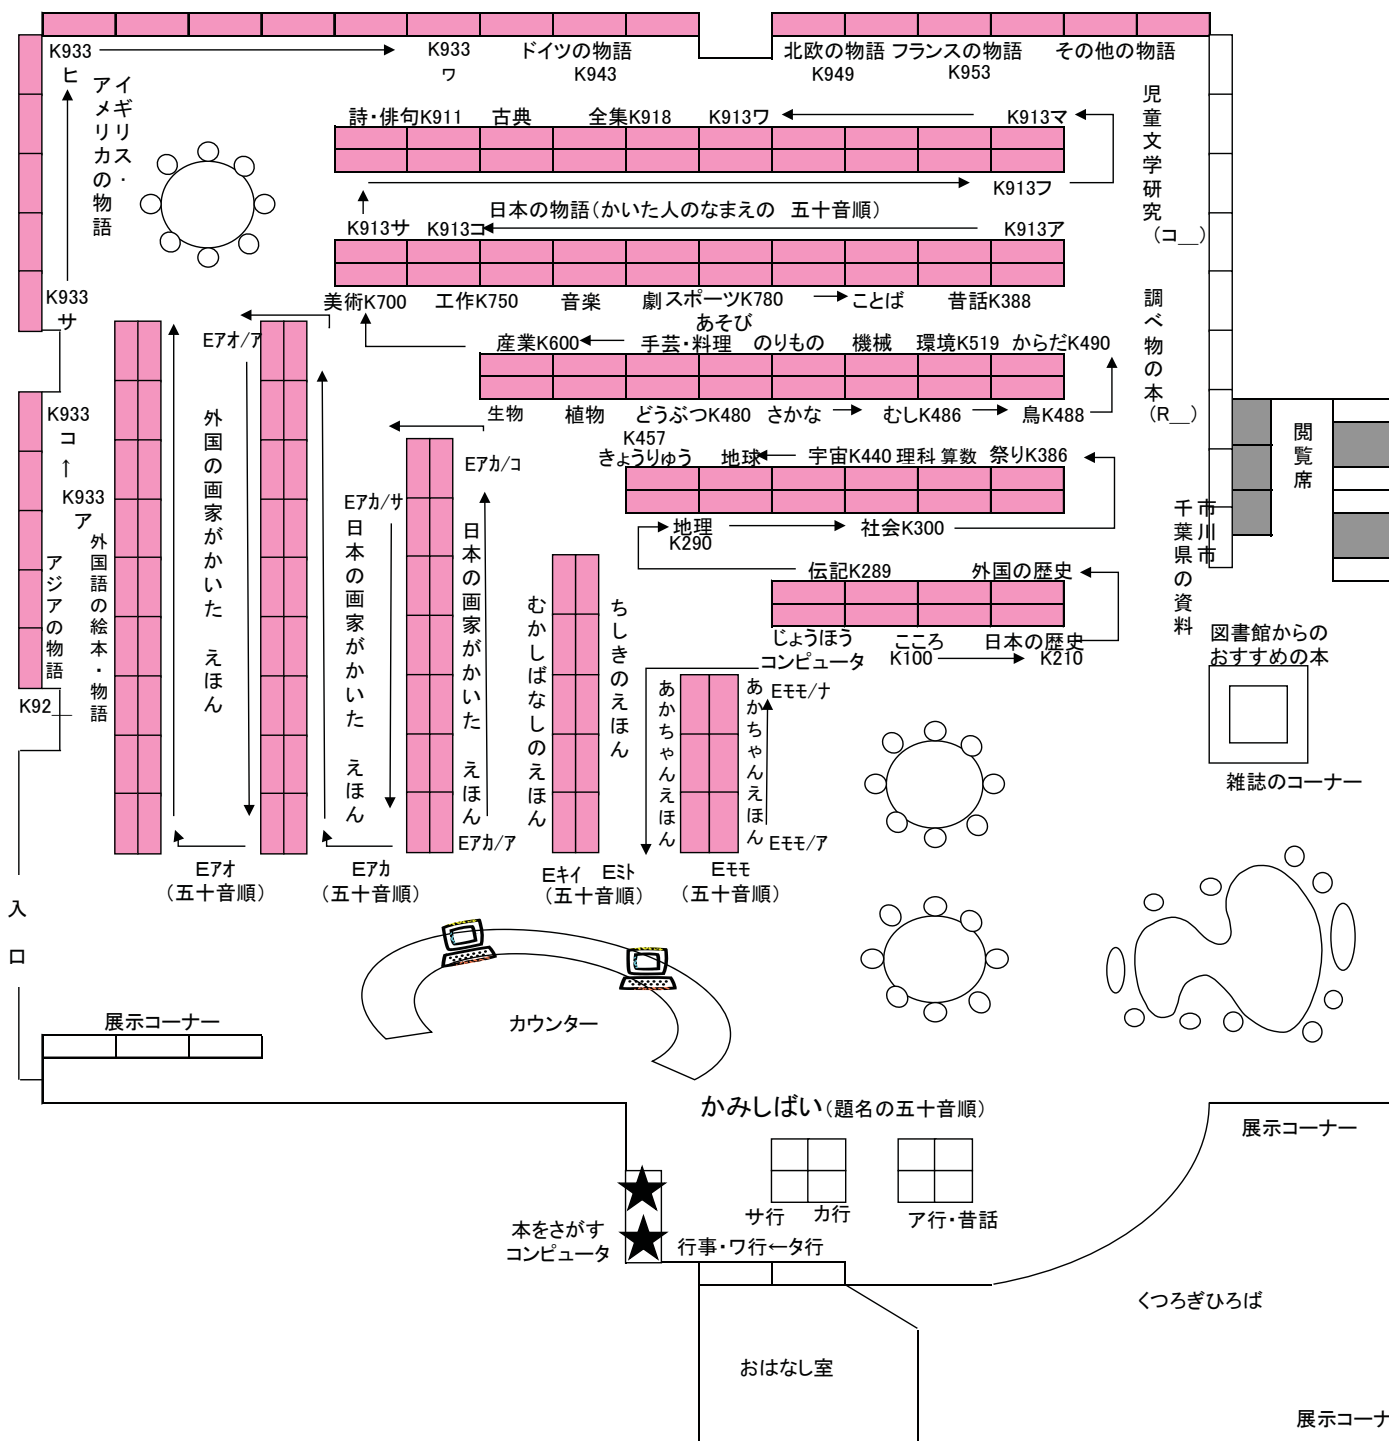 K933
K933
ワ
ドイツの物語
K943
北欧の物語
K949
フランスの物語
K953
その他の物語
ヒ
イギリス・
アメリカの物語
詩・俳句K911
古典
全集K918
K913ワ
K913マ
児童文学研究
(コ__)
K913フ
日本の物語(かいた人のなまえの 五十音順)
K913サ
K913コ
K913ア
K933
サ
美術K700
工作K750
音楽
劇
スポーツK780
あそび
ことば
昔話K388
調べ物の本
(R__)
Eアオ/ア
産業K600
手芸・料理
のりもの
機械
環境K519
からだK490
生物
植物
どうぶつK480
さかな
むしK486
鳥K488
K933
コ
↑
K933
ア
外国の画家がかいた えほん
Eアカ/コ
K457
きょうりゅう
地球
宇宙K440
理科
算数
祭りK386
閲覧席
Eアカ/サ
日本の画家がかいた えほん
日本の画家がかいた えほん
地理
K290
社会K300
市川市
千葉県の資料
アジアの物語
K92__
外国語の絵本・物語
伝記K289
外国の歴史
むかしばなしのえほん
ちしきのえほん
じょうほう
コンピュータ
こころ
K100
日本の歴史
K210
図書館からの
おすすめの本
あかちゃんえほん
あかちゃんえほん
Eモモ/ナ
雑誌のコーナー
Eアカ/ア
Eモモ/ア
Eアオ
(五十音順)
Eアカ
(五十音順)
Eキイ
Eミト
(五十音順)
Eモモ
(五十音順)
入口
展示コーナー
カウンター
かみしばい(題名の五十音順)
展示コーナー
サ行
カ行
ア行・昔話
本をさがす
コンピュータ
行事・ワ行←タ行
くつろぎひろば
おはなし室
展示コーナ